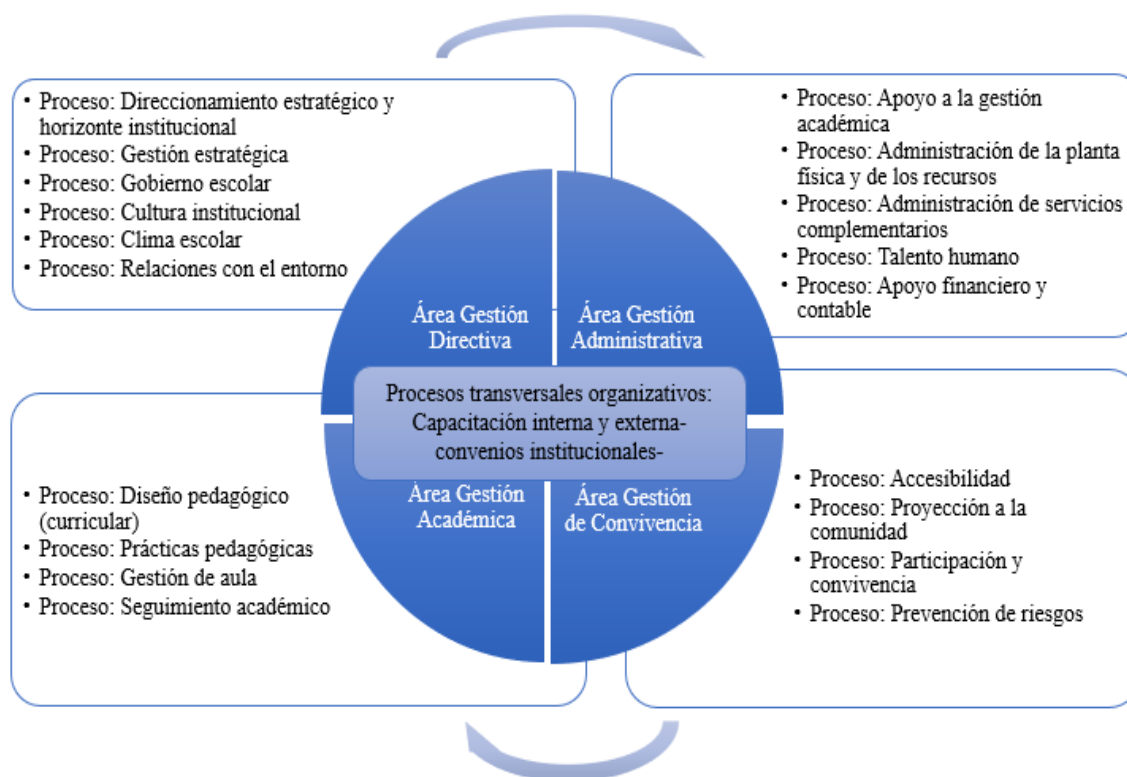 • Proceso: Direccionamiento estratégico y
horizonte institucional
• Proceso: Gestión estratégica
• Proceso: Gobierno escolar
• Proceso: Cultura institucional
• Proceso: Clima escolar
• Proceso: Relaciones con el entorno
• Proceso: Apoyo a la gestión
académica
• Proceso: Administración de la planta
física y de los recursos
• Proceso: Administración de servicios
complementarios
• Proceso: Talento humano
• Proceso: Apoyo financiero y
contable
Área Gestión
Directiva
Área Gestión
Administrativa
Procesos transversales organizativos:
Capacitación interna y externa-
convenios institucionales-
Área Gestión
Académica
Área Gestión
de Convivencia
• Proceso: Diseño pedagógico
(curricular)
• Proceso: Prácticas pedagógicas
• Proceso: Gestión de aula
• Proceso: Seguimiento académico
• Proceso: Accesibilidad
• Proceso: Proyección a la
comunidad
• Proceso: Participación y
convivencia
• Proceso: Prevención de riesgos